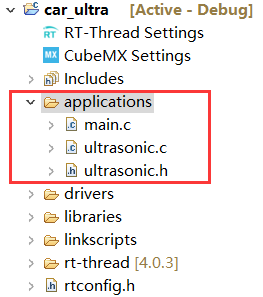 car_ultra [Active - Debug]
RT-Thread Settings
CubeMX Settings
Includes
applications
main.c
ultrasonic.c
ultrasonic.h
drivers
libraries
linkscripts
rt-thread [4.0.3]
rtconfig.h